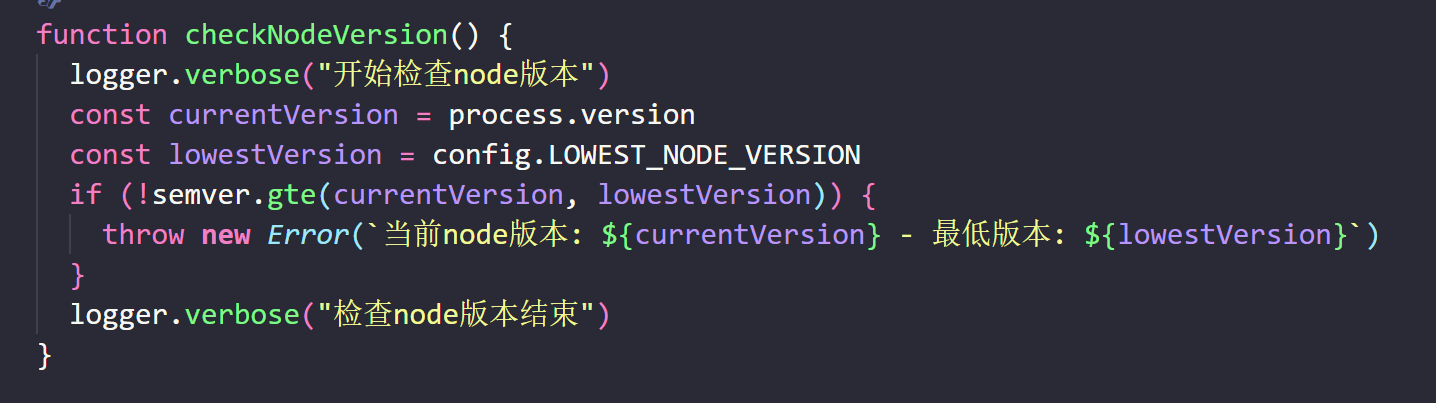 function checkNodeVersion() {
logger.verbose("开始检查node版本")
const currentVersion = process.version
const lowestVersion = config.LOWEST_NODE_VERSION
if (!semver.gte(currentVersion, lowestVersion)) {
throw new Error(`当前node版本: ${currentVersion} - 最低版本: ${lowestVersion}`)
}
logger.verbose("检查node版本结束")
}